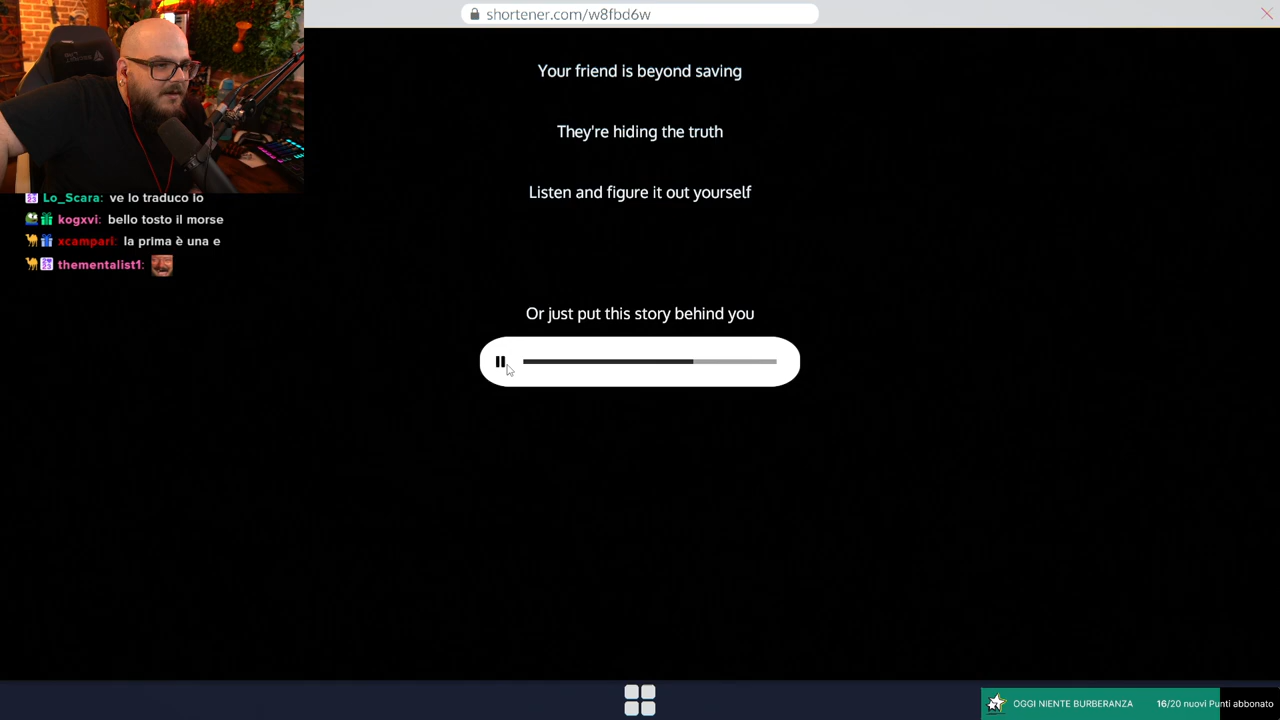 shortener.com/w8fbd6w
Your friend is beyond saving
They're hiding the truth
Listen and figure it out yourself
Or just put this story behind you
Lo_Scara: ve lo traduco Io
kogxvi: bello tosto il morse
xcampari: la prima è una e
thementalist1:
OGGI NIENTE BURBERANZA 16/20 nuovi Punti abbonato